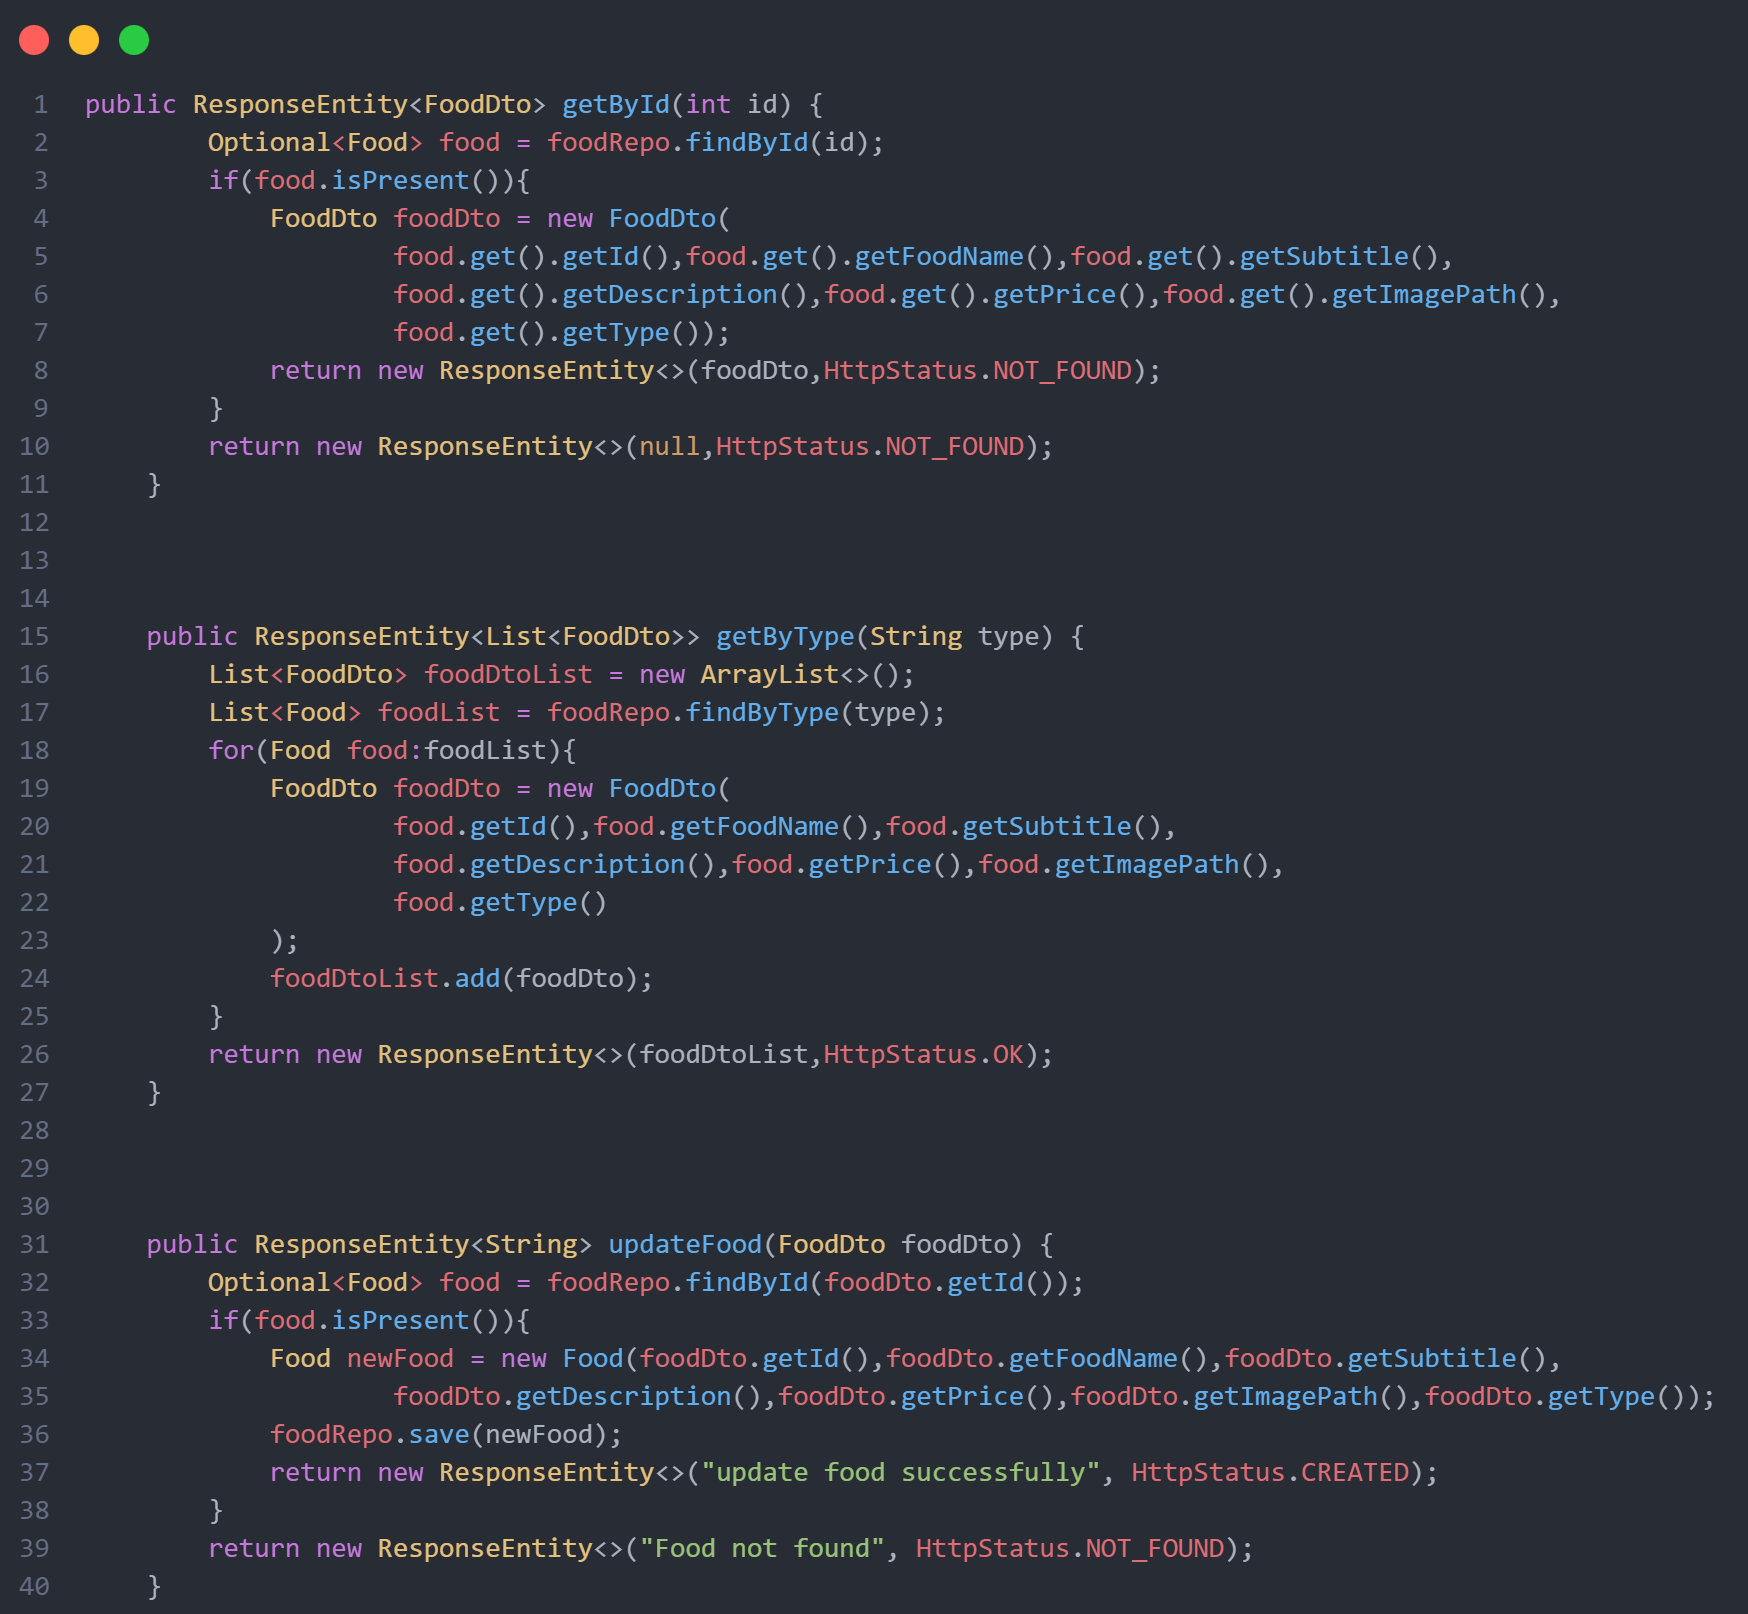 1 public ResponseEntity<FoodDto> getById(int id) {
2         Optional<Food> food = foodRepo.findById(id);
3         if(food.isPresent()){
4             FoodDto foodDto = new FoodDto(
5                     food.get().getId(),food.get().getFoodName(),food.get().getSubtitle(),
6                     food.get().getDescription(),food.get().getPrice(),food.get().getImagePath(),
7                     food.get().getType());
8             return new ResponseEntity<>(foodDto,HttpStatus.NOT_FOUND);
9         }
10         return new ResponseEntity<>(null,HttpStatus.NOT_FOUND);
11     }
12
13
14
15     public ResponseEntity<List<FoodDto>> getByType(String type) {
16         List<FoodDto> foodDtoList = new ArrayList<>();
17         List<Food> foodList = foodRepo.findByType(type);
18         for(Food food:foodList){
19             FoodDto foodDto = new FoodDto(
20                     food.getId(),food.getFoodName(),food.getSubtitle(),
21                     food.getDescription(),food.getPrice(),food.getImagePath(),
22                     food.getType()
23             );
24             foodDtoList.add(foodDto);
25         }
26         return new ResponseEntity<>(foodDtoList,HttpStatus.OK);
27     }
28
29
30
31     public ResponseEntity<String> updateFood(FoodDto foodDto) {
32         Optional<Food> food = foodRepo.findById(foodDto.getId());
33         if(food.isPresent()){
34             Food newFood = new Food(foodDto.getId(),foodDto.getFoodName(),foodDto.getSubtitle(),
35                     foodDto.getDescription(),foodDto.getPrice(),foodDto.getImagePath(),foodDto.getType());
36             foodRepo.save(newFood);
37             return new ResponseEntity<>("update food successfully", HttpStatus.CREATED);
38         }
39         return new ResponseEntity<>("Food not found", HttpStatus.NOT_FOUND);
40     }